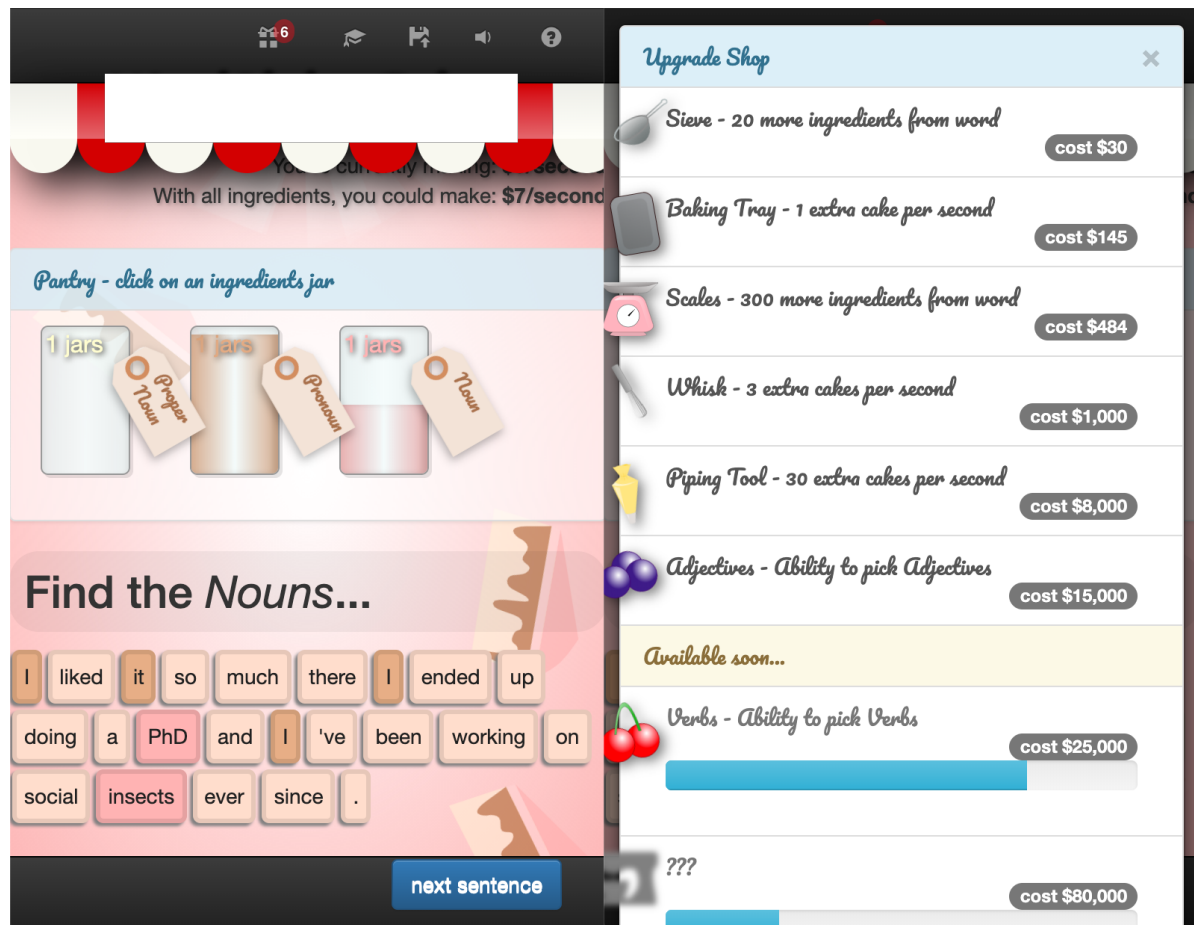 6
With all ingredients, you could make: $7/second
Pantry - click on an ingredients jar
1 jars
Proper Noun
1 jars
Pronoun
1 jars
Noun
Find the Nouns...
I liked it so much there I ended up
doing a PhD and I 've been working on
social insects ever since .
next sentence
Upgrade Shop ×
Sieve - 20 more ingredients from word
cost $30
Baking Tray - 1 extra cake per second
cost $145
Scales - 300 more ingredients from word
cost $484
Whisk - 3 extra cakes per second
cost $1,000
Piping Tool - 30 extra cakes per second
cost $8,000
Adjectives - Ability to pick Adjectives
cost $15,000
Available soon...
Verbs - Ability to pick Verbs
cost $25,000
???
cost $80,000